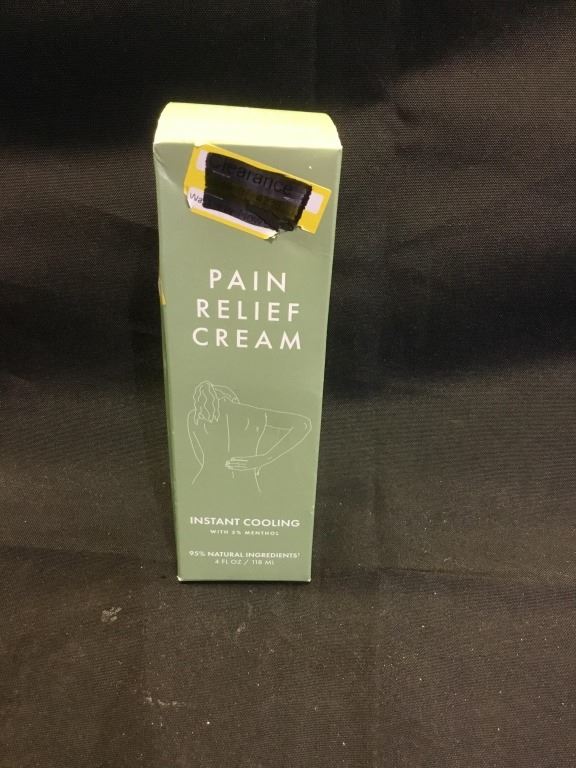 Clearance
PAIN
RELIEF
CREAM
INSTANT COOLING
WITH 5% MENTHOL
95% NATURAL INGREDIENTS†
4 FL OZ / 118 ML